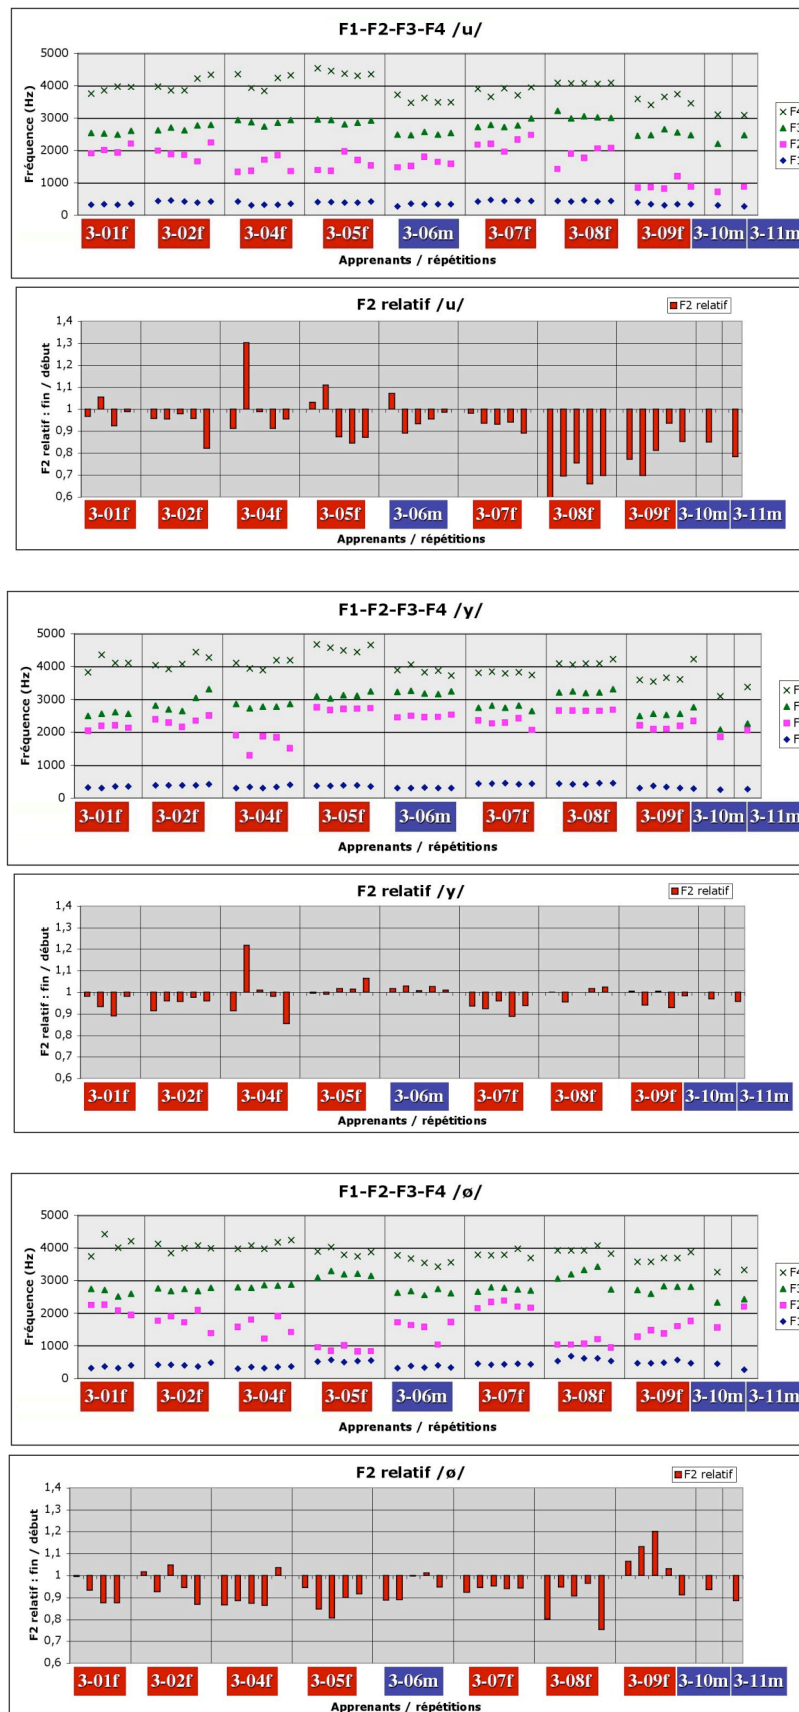 F1-F2-F3-F4 /u/
Fréquence (Hz)
5000
4000
3000
2000
1000
0
F4
3-01f 3-02f 3-04f 3-05f 3-06m 3-07f 3-08f 3-09f 3-10m 3-11m
Apprenants / répétitions
F2 relatif /u/
F2 relatif
F2 relatif : fin / début
1,4
1,3
1,2
1,1
1
0,9
0,8
0,7
0,6
3-01f 3-02f 3-04f 3-05f 3-06m 3-07f 3-08f 3-09f 3-10m 3-11m
Apprenants / répétitions
F1-F2-F3-F4 /y/
Fréquence (Hz)
5000
4000
3000
2000
1000
0
3-01f 3-02f 3-04f 3-05f 3-06m 3-07f 3-08f 3-09f 3-10m 3-11m
Apprenants / répétitions
F2 relatif /y/
F2 relatif
F2 relatif : fin / début
1,4
1,3
1,2
1,1
1
0,9
0,8
0,7
0,6
3-01f 3-02f 3-04f 3-05f 3-06m 3-07f 3-08f 3-09f 3-10m 3-11m
Apprenants / répétitions
F1-F2-F3-F4 /ø/
Fréquence (Hz)
5000
4000
3000
2000
1000
0
F4
3-01f 3-02f 3-04f 3-05f 3-06m 3-07f 3-08f 3-09f 3-10m 3-11m
Apprenants / répétitions
F2 relatif /ø/
F2 relatif
F2 relatif : fin / début
1,4
1,3
1,2
1,1
1
0,9
0,8
0,7
0,6
3-01f 3-02f 3-04f 3-05f 3-06m 3-07f 3-08f 3-09f 3-10m 3-11m
Apprenants / répétitions